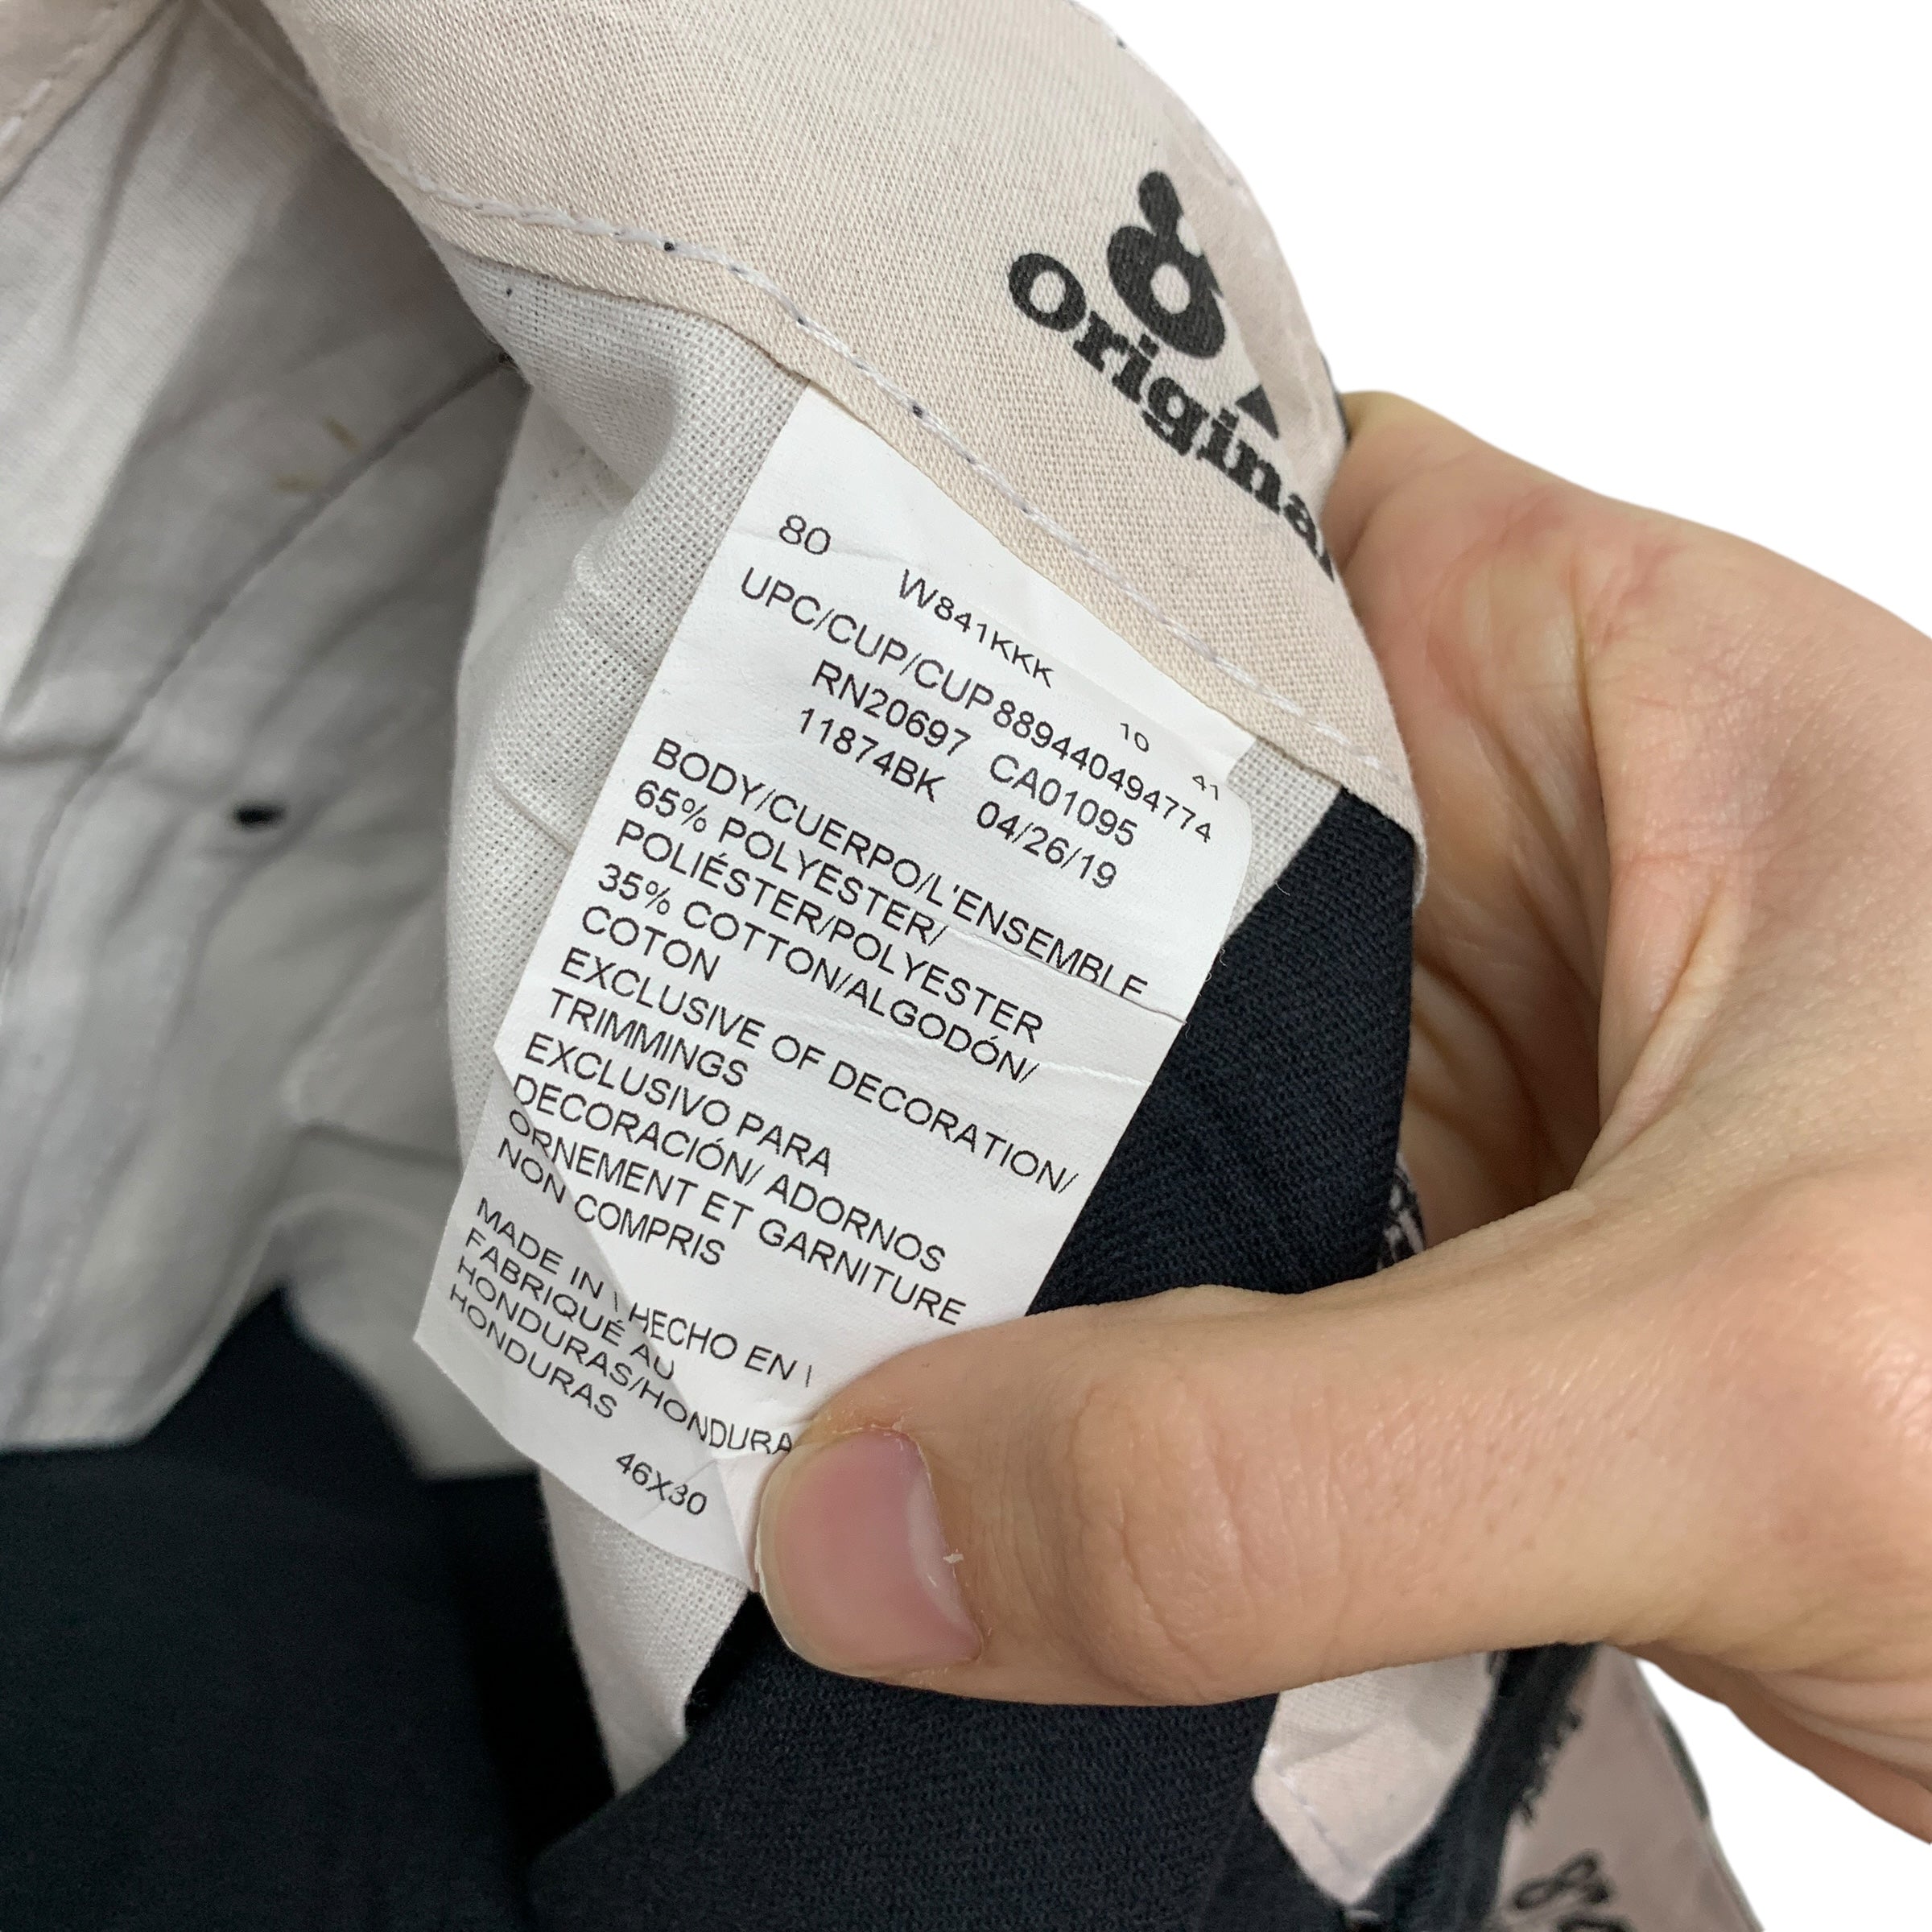 Original
80 W841KKK 10 41
UPC/CUP/CUP 889440494774
RN20697 CA01095
11874BK 04/26/19
BODY/CUERPO/L'ENSEMBLE
65% POLYESTER/
POLIÉSTER/POLYESTER
35% COTTON/ALGODÓN/
COTON
EXCLUSIVE OF DECORATION/
TRIMMINGS
EXCLUSIVO PARA
DECORACIÓN/ ADORNOS
ORNEMENT ET GARNITURE
NON COMPRIS
MADE IN \ HECHO EN \
FABRIQUÉ AU
HONDURAS/HONDURA
HONDURAS
46X30